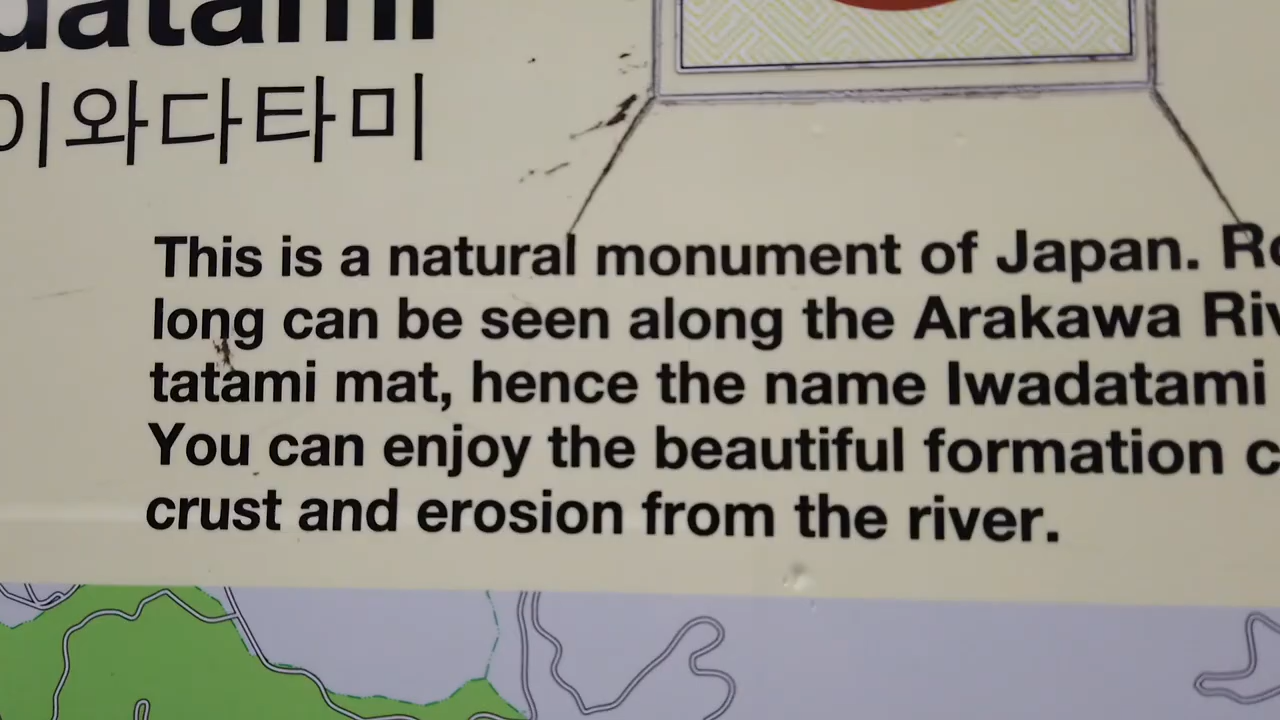 이와다타미
This is a natural monument of Japan.
long can be seen along the Arakawa
tatami mat, hence the name Iwadatami
You can enjoy the beautiful formation
crust and erosion from the river.